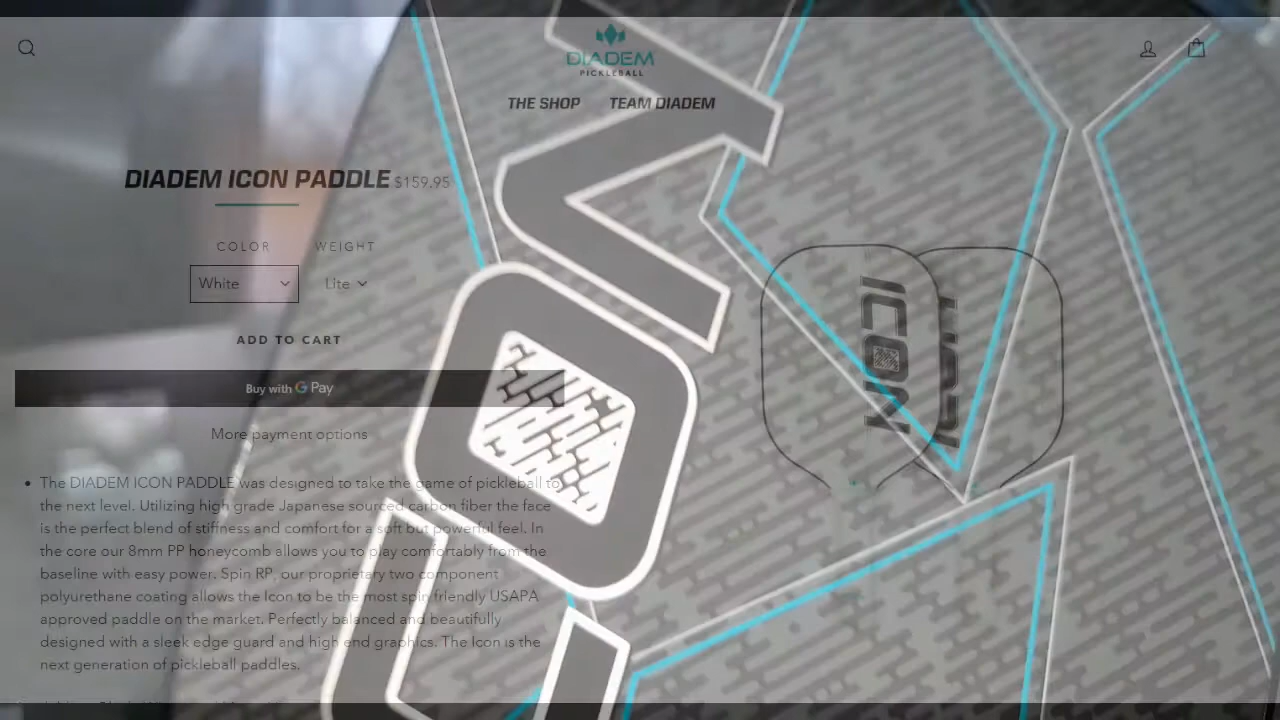 DIADEM
PICKLEBALL
THE SHOP TEAM DIADEM
DIADEM ICON PADDLE $159.95
COLOR WEIGHT
White Lite
ADD TO CART
Buy with G Pay
More payment options
• The DIADEM ICON PADDLE was designed to take the game of pickleball to
the next level. Utilizing high grade Japanese sourced carbon fiber the face
is the perfect blend of stiffness and comfort for a soft but powerful feel. In
the core our 8mm PP honeycomb allows you to play comfortably from the
baseline with easy power. Spin RP, our proprietary two component
polyurethane coating allows the Icon to be the most spin friendly USAPA
approved paddle on the market. Perfectly balanced and beautifully
designed with a sleek edge guard and high end graphics. The Icon is the
next generation of pickleball paddles.
ICON